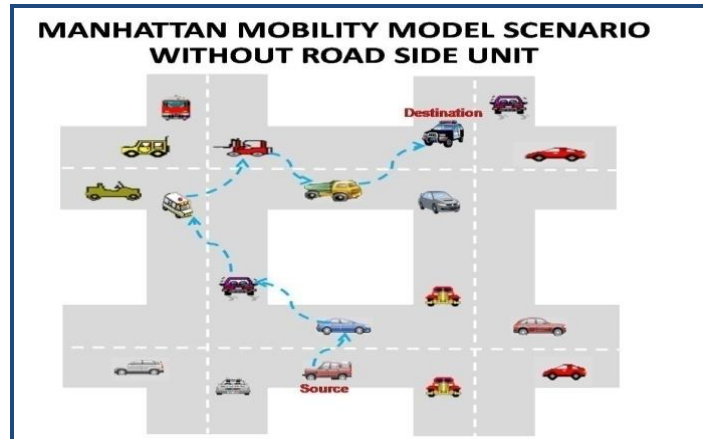 MANHATTAN MOBILITY MODEL SCENARIO
WITHOUT ROAD SIDE UNIT
Destination
Source